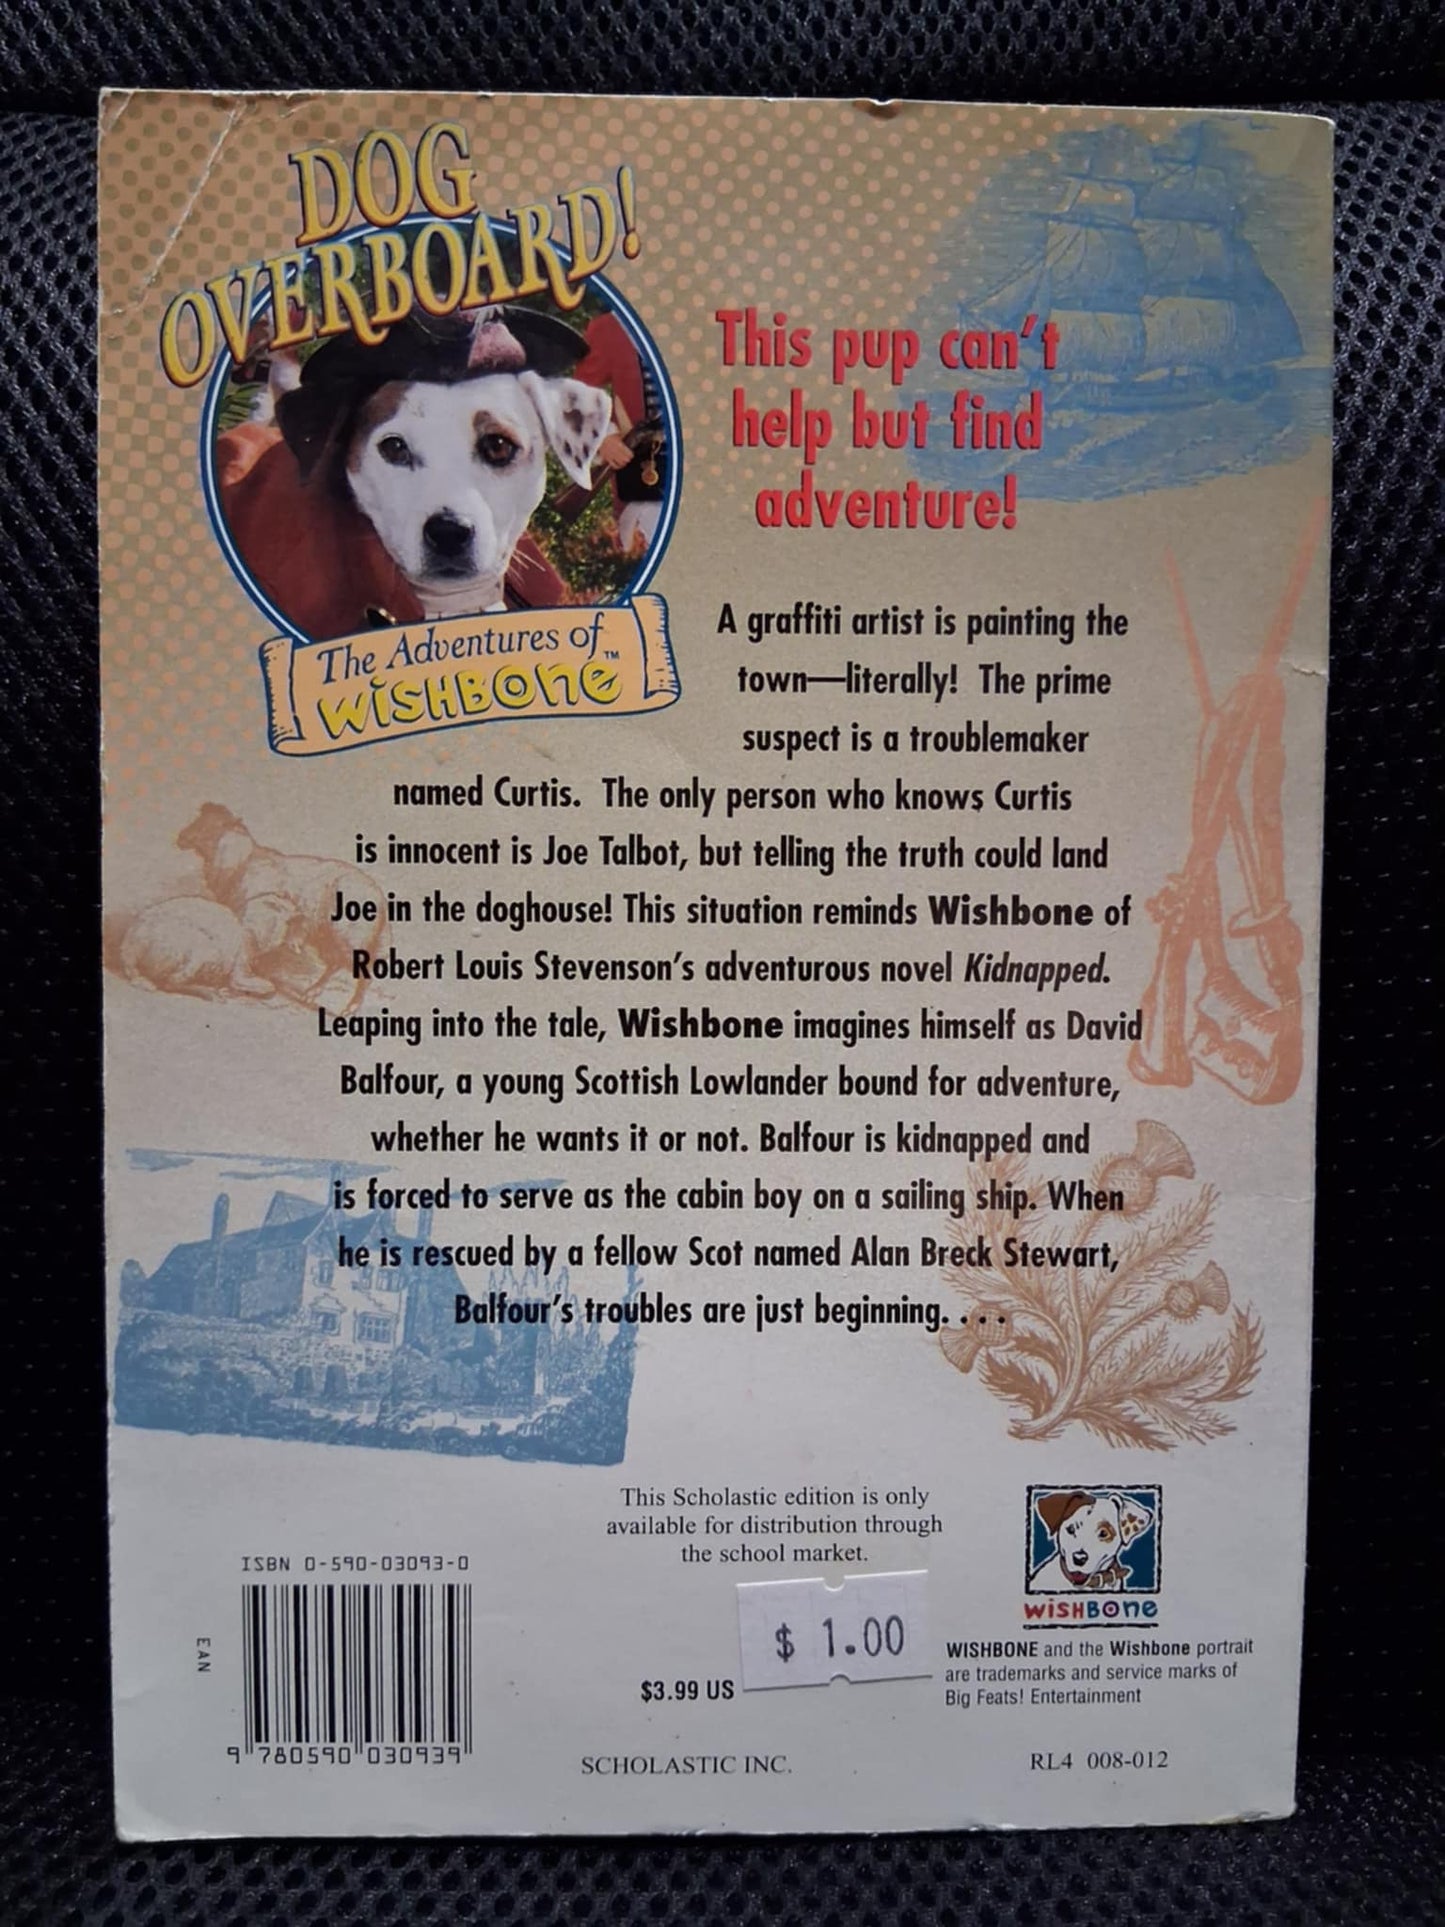 DOG
OVERBOARD!
The Adventures of™
WISHBONE
This pup can't
help but find
adventure!
A graffiti artist is painting the
town—literally!  The prime
suspect is a troublemaker
named Curtis.  The only person who knows Curtis
is innocent is Joe Talbot, but telling the truth could land
Joe in the doghouse! This situation reminds Wishbone of
Robert Louis Stevenson's adventurous novel Kidnapped.
Leaping into the tale, Wishbone imagines himself as David
Balfour, a young Scottish Lowlander bound for adventure,
whether he wants it or not. Balfour is kidnapped and
is forced to serve as the cabin boy on a sailing ship. When
he is rescued by a fellow Scot named Alan Breck Stewart,
Balfour's troubles are just beginning. . . .
This Scholastic edition is only
available for distribution through
the school market.
ISBN 0-590-03093-0
EAN
9 780590 030939
$ 1.00
$3.99 US
SCHOLASTIC INC.
WISHBONE
WISHBONE and the Wishbone portrait
are trademarks and service marks of
Big Feats! Entertainment
RL4 008-012